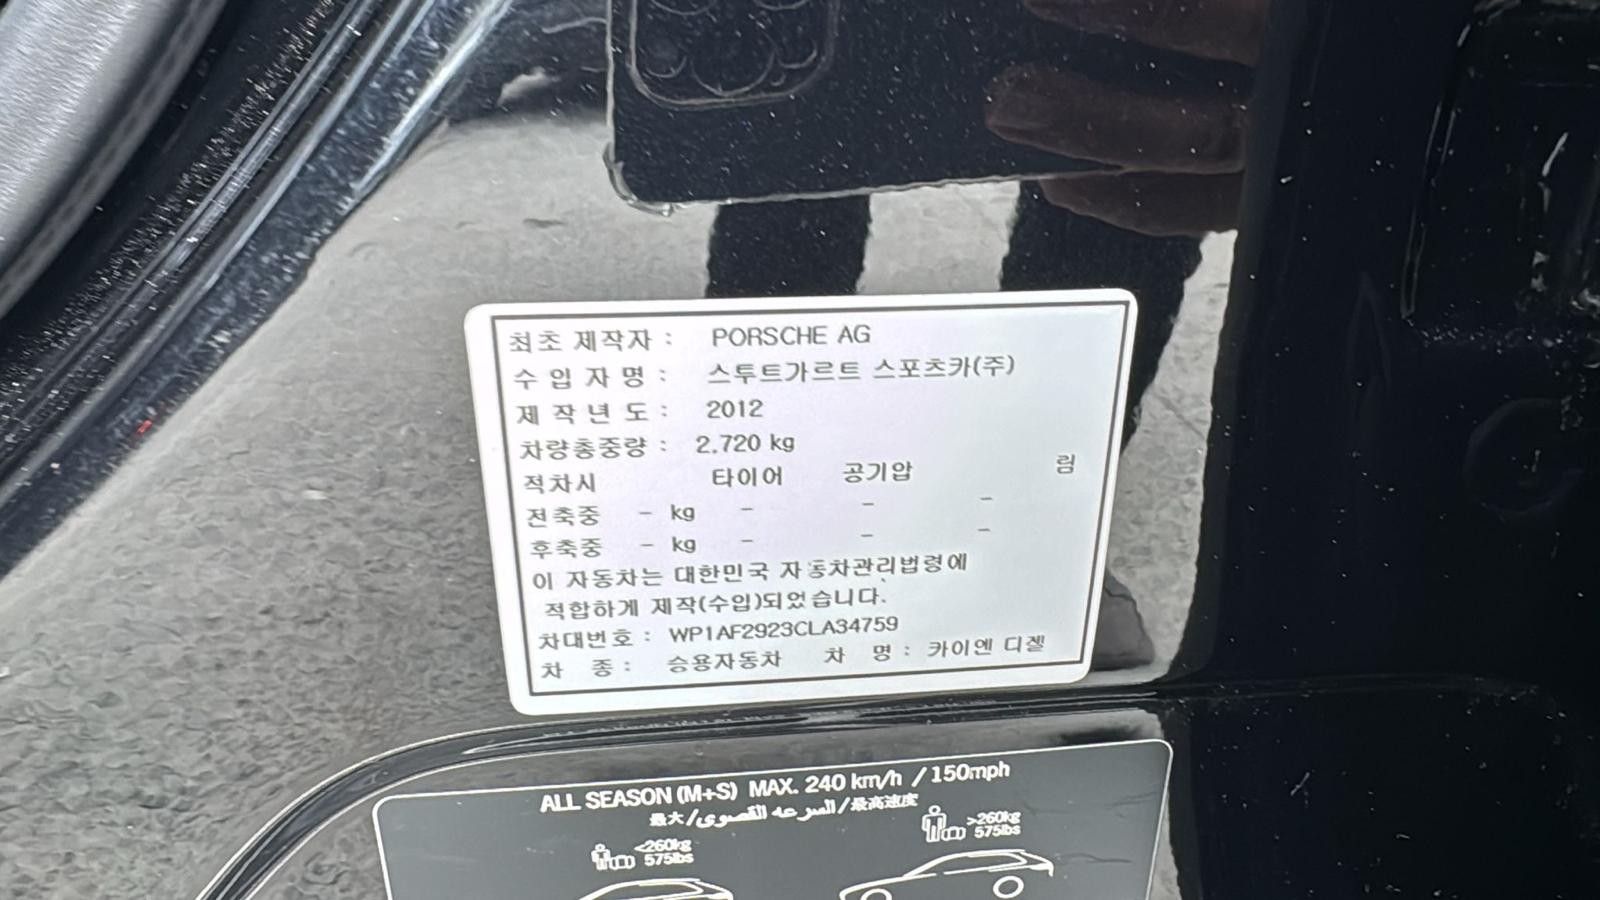 최초 제작자 : PORSCHE AG
수 입 자 명 : 스투트가르트 스포츠카(주)
제 작 년 도 : 2012
차량총중량 : 2.720 kg
적차시 타이어 공기압 림
전축중 - kg - - -
후축중 - kg - - -
이 자동차는 대한민국 자동차관리법령에
적합하게 제작(수입)되었습니다.
차대번호 : WP1AF2923CLA34759
차 종 : 승용자동차 차 명 : 카이엔 디젤
ALL SEASON (M+S) MAX. 240 km/h / 150mph
最大/السرعه القصوى/最高速度
<260kg >260kg
575lbs 575lbs